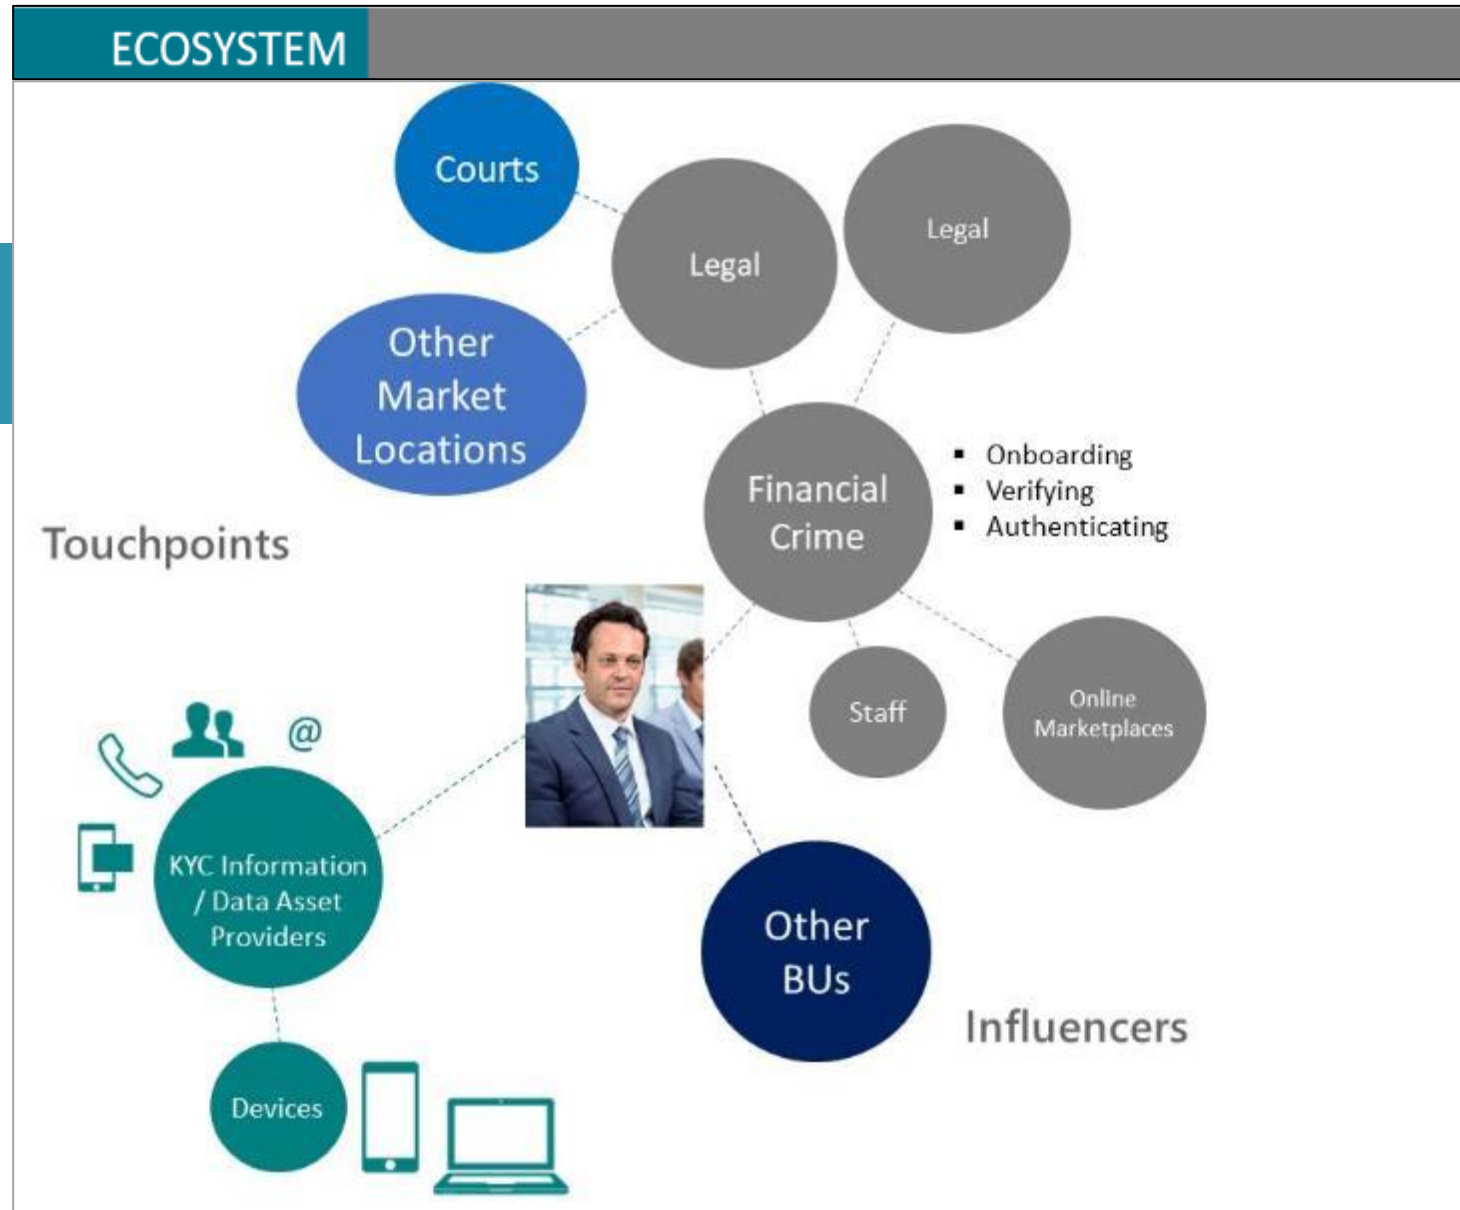 ECOSYSTEM
Courts
Legal
Legal
Other
Market
Locations
Financial
Crime
▪ Onboarding
▪ Verifying
▪ Authenticating
Touchpoints
Staff
Online
Marketplaces
@
KYC Information
/ Data Asset
Providers
Other
BUs
Influencers
Devices